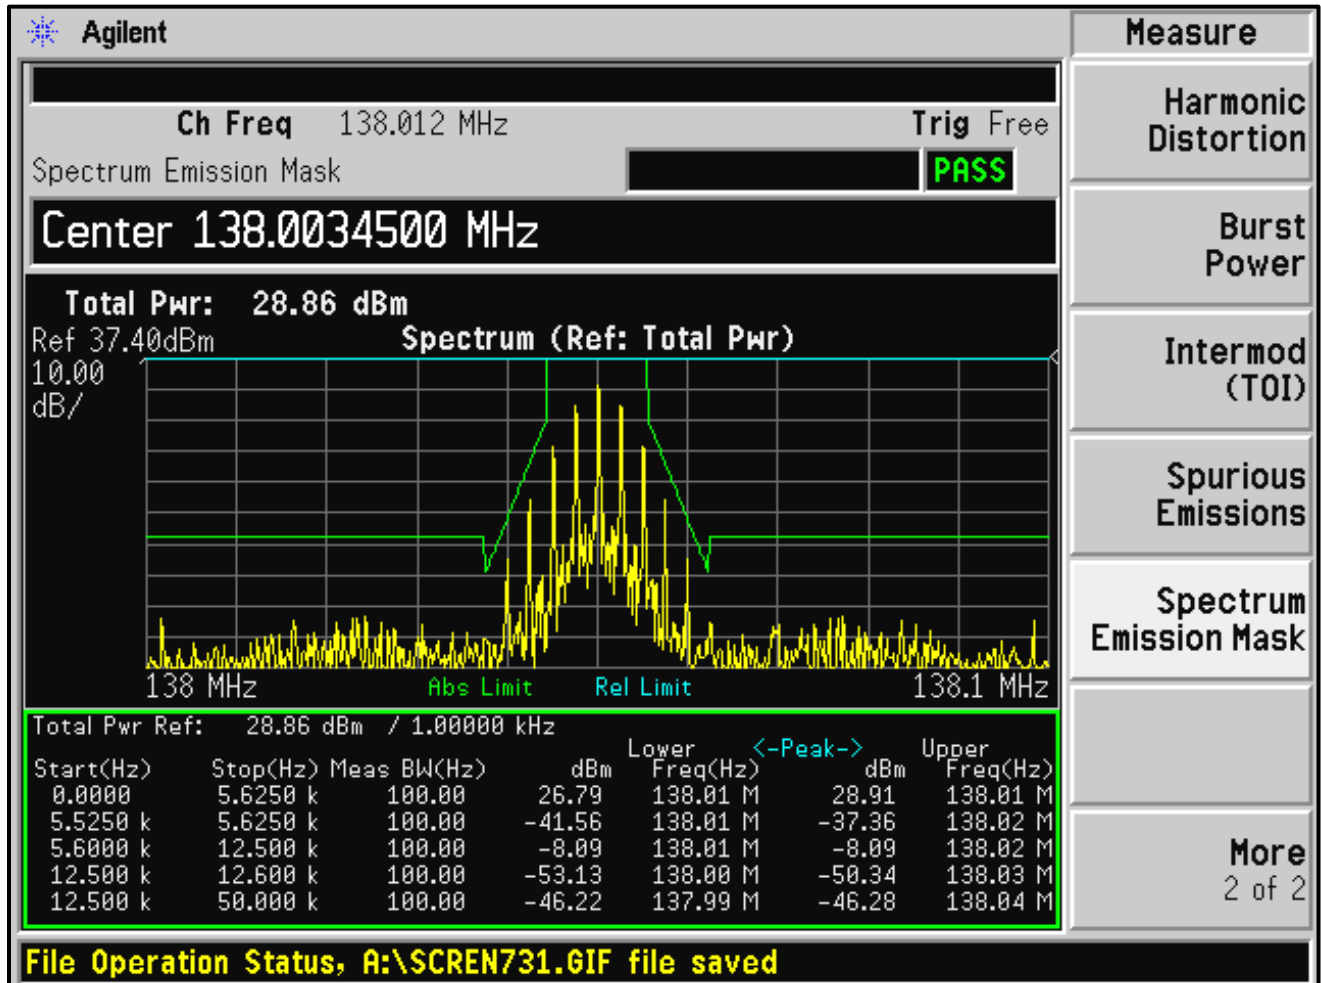 Agilent
Measure
Ch Freq 138.012 MHz Trig Free
Spectrum Emission Mask PASS
Center 138.0034500 MHz
Total Pwr: 28.86 dBm
Ref 37.40dBm Spectrum (Ref: Total Pwr)
10.00
dB/
138 MHz Abs Limit Rel Limit 138.1 MHz
Total Pwr Ref: 28.86 dBm / 1.00000 kHz
Lower <-Peak-> Upper
Start(Hz) Stop(Hz) Meas BW(Hz) dBm Freq(Hz) dBm Freq(Hz)
0.0000 5.6250 k 100.00 26.79 138.01 M 28.91 138.01 M
5.5250 k 5.6250 k 100.00 -41.56 138.01 M -37.36 138.02 M
5.6000 k 12.500 k 100.00 -8.09 138.01 M -8.09 138.02 M
12.500 k 12.600 k 100.00 -53.13 138.00 M -50.34 138.03 M
12.500 k 50.000 k 100.00 -46.22 137.99 M -46.28 138.04 M
Harmonic
Distortion
Burst
Power
Intermod
(TOI)
Spurious
Emissions
Spectrum
Emission Mask
More
2 of 2
File Operation Status, A:\SCREN731.GIF file saved